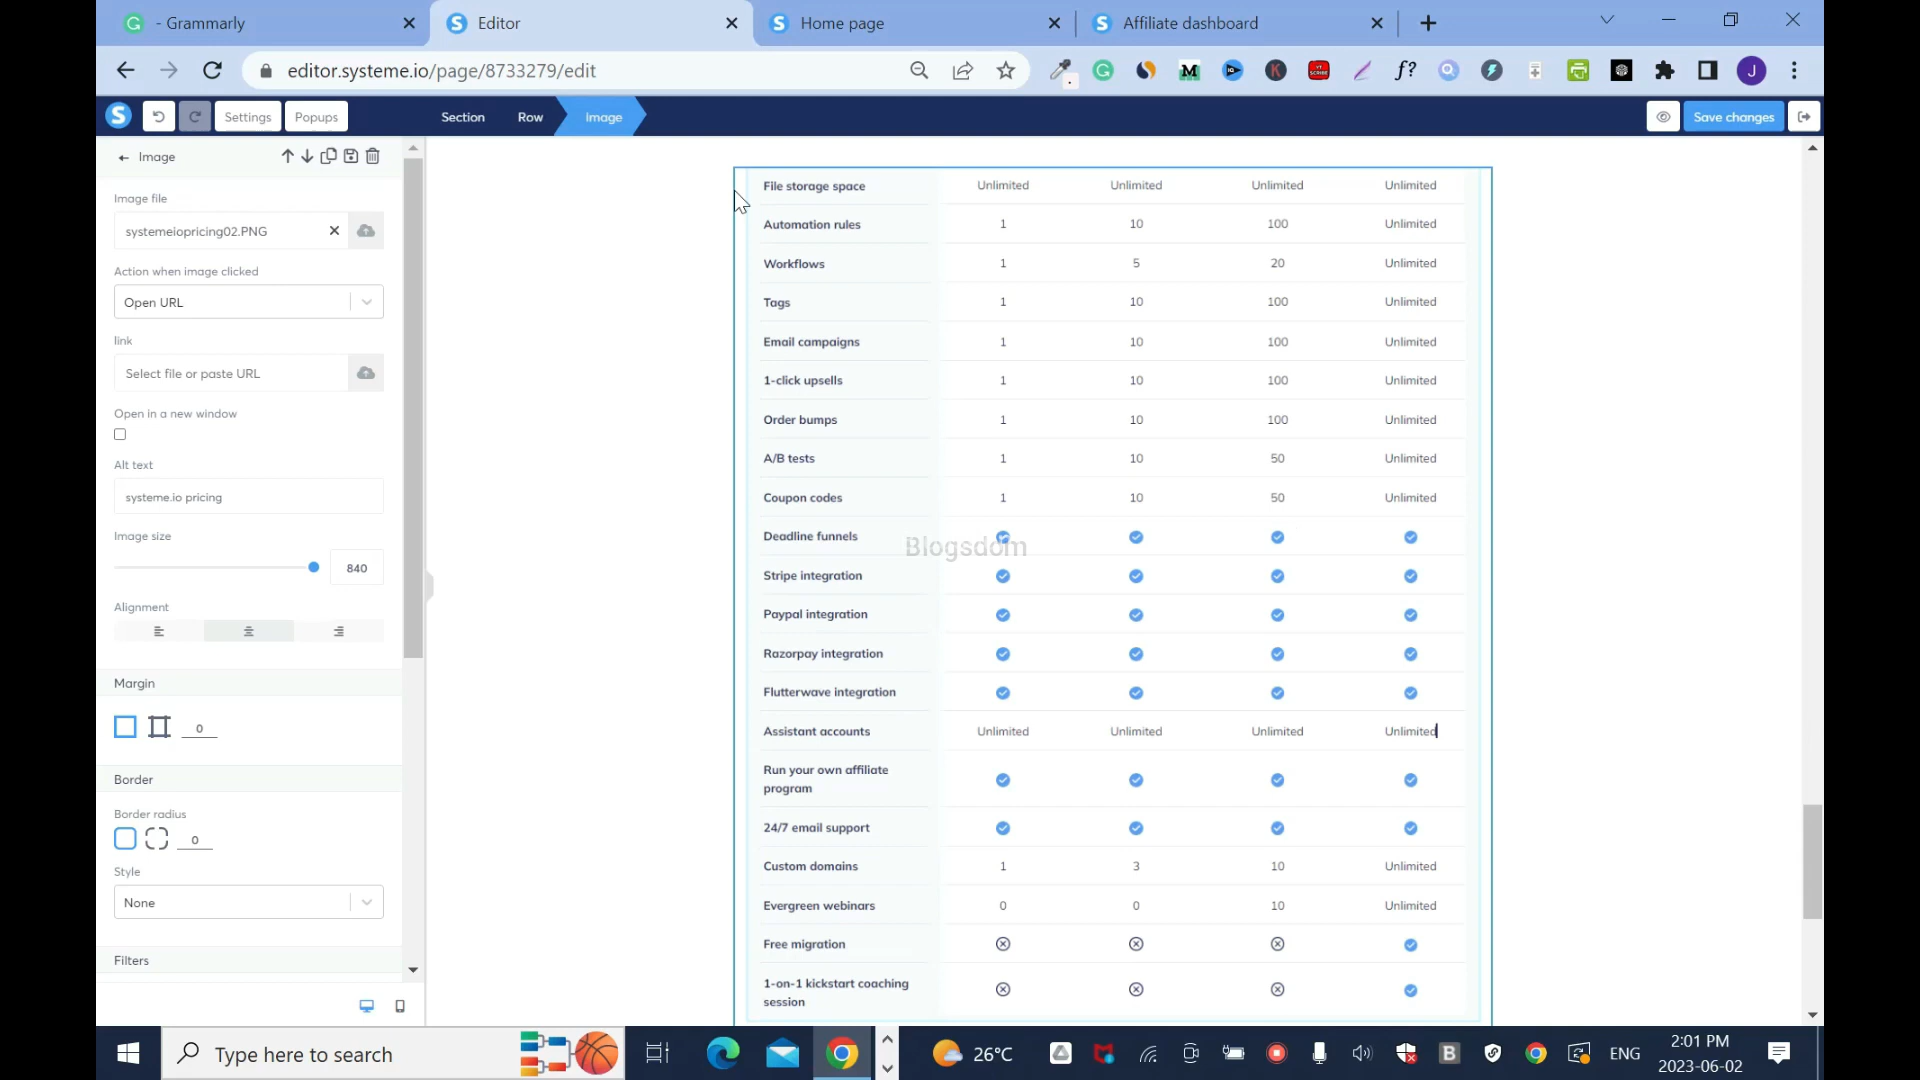 - Grammarly
Editor
Home page
Affiliate dashboard
editor.systeme.io/page/8733279/edit
Settings
Popups
Section
Row
Image
Save changes
Image
Image file
systemeiopricing02.PNG
Action when image clicked
Open URL
link
Select file or paste URL
Open in a new window
Alt text
systeme.io pricing
Image size
840
Alignment
Margin
0
Border
Border radius
0
Style
None
Filters
File storage space Unlimited Unlimited Unlimited Unlimited
Automation rules 1 10 100 Unlimited
Workflows 1 5 20 Unlimited
Tags 1 10 100 Unlimited
Email campaigns 1 10 100 Unlimited
1-click upsells 1 10 100 Unlimited
Order bumps 1 10 100 Unlimited
A/B tests 1 10 50 Unlimited
Coupon codes 1 10 50 Unlimited
Deadline funnels
Blogsdom
Stripe integration
Paypal integration
Razorpay integration
Flutterwave integration
Assistant accounts Unlimited Unlimited Unlimited Unlimited
Run your own affiliate
program
24/7 email support
Custom domains 1 3 10 Unlimited
Evergreen webinars 0 0 10 Unlimited
Free migration
1-on-1 kickstart coaching
session
Type here to search
26°C
ENG
2:01 PM
2023-06-02